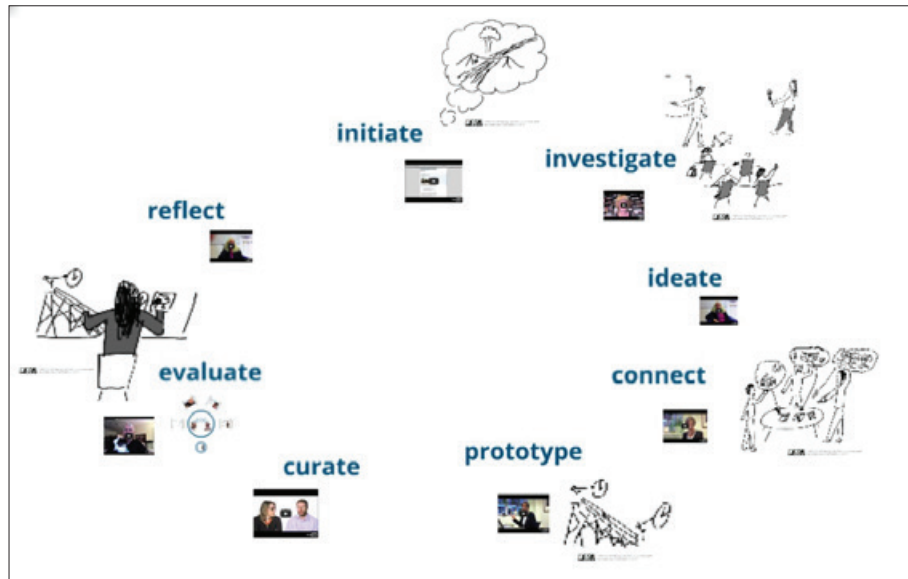 initiate
investigate
reflect
ideate
evaluate
connect
prototype
curate